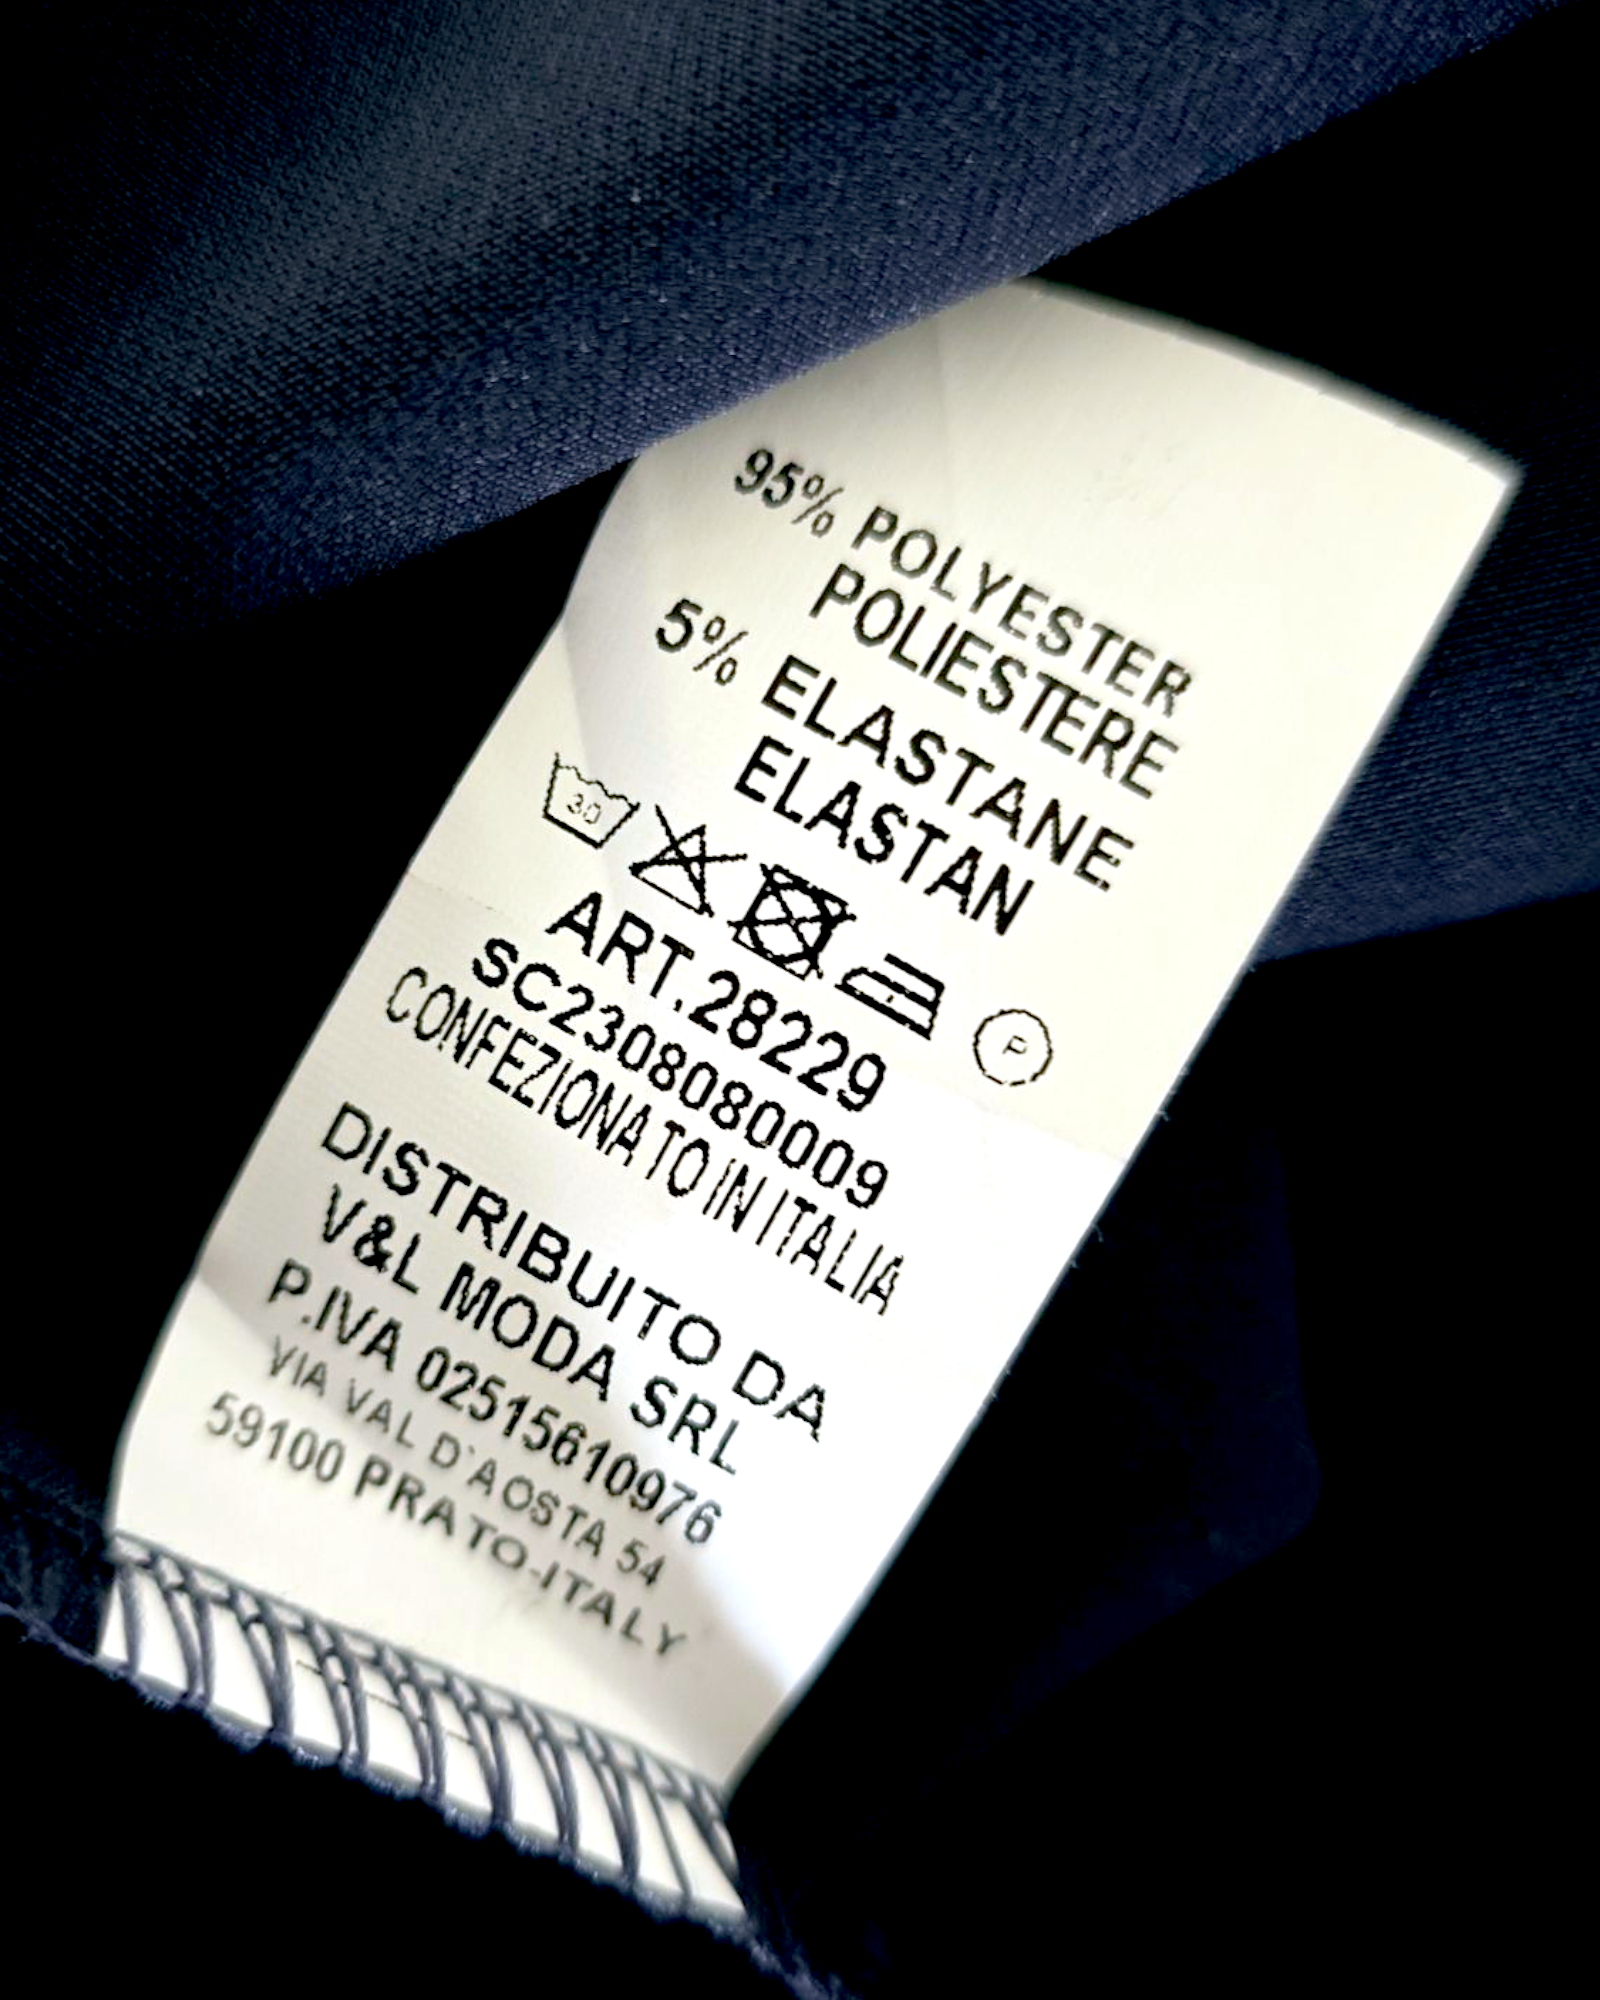 95% POLYESTER
POLIESTERE
5% ELASTANE
ELASTAN
30 P
ART.28229
SC2308080009
CONFEZIONATO IN ITALIA
DISTRIBUITO DA
V&L MODA SRL
P.IVA 02515610976
VIA VAL D`AOSTA 54
59100 PRATO-ITALY